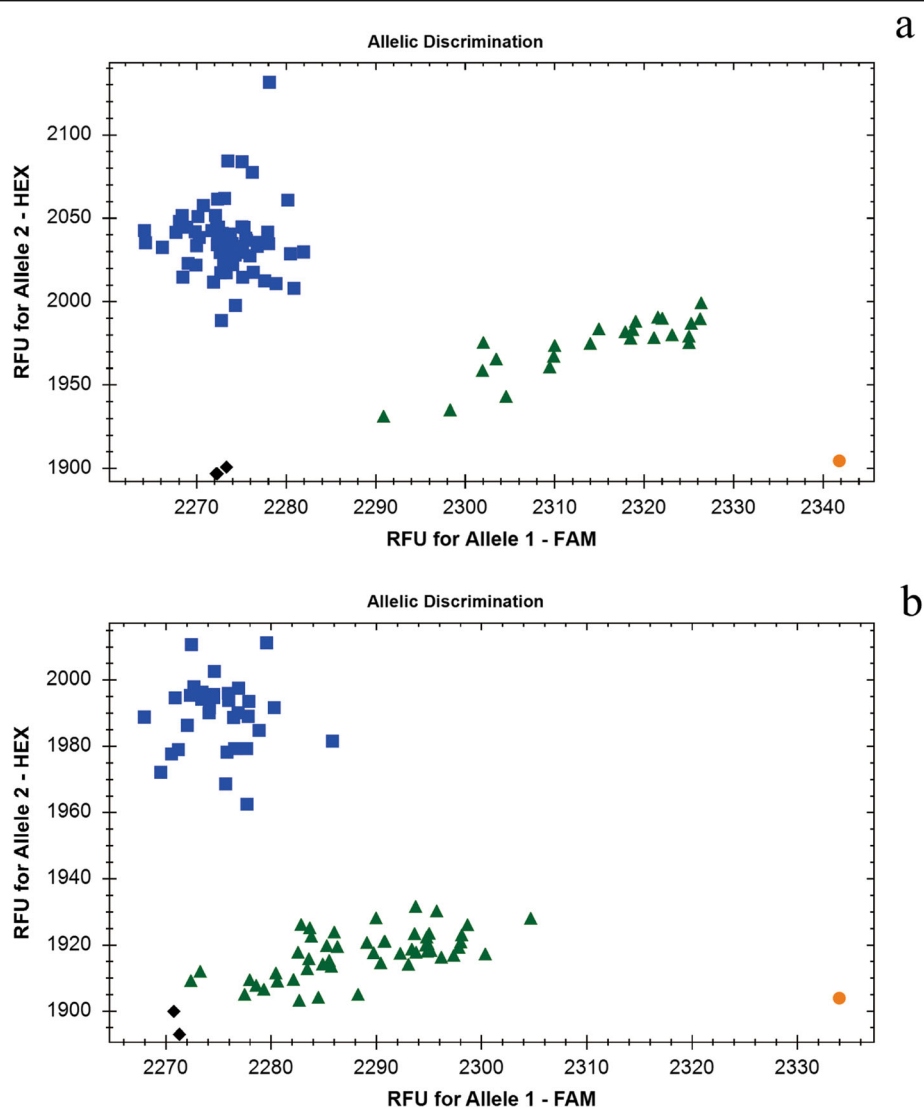 a
Allelic Discrimination
RFU for Allele 2 - HEX
2100
2050
2000
1950
1900
2270 2280 2290 2300 2310 2320 2330 2340
RFU for Allele 1 - FAM
b
Allelic Discrimination
RFU for Allele 2 - HEX
2000
1980
1960
1940
1920
1900
2270 2280 2290 2300 2310 2320 2330
RFU for Allele 1 - FAM